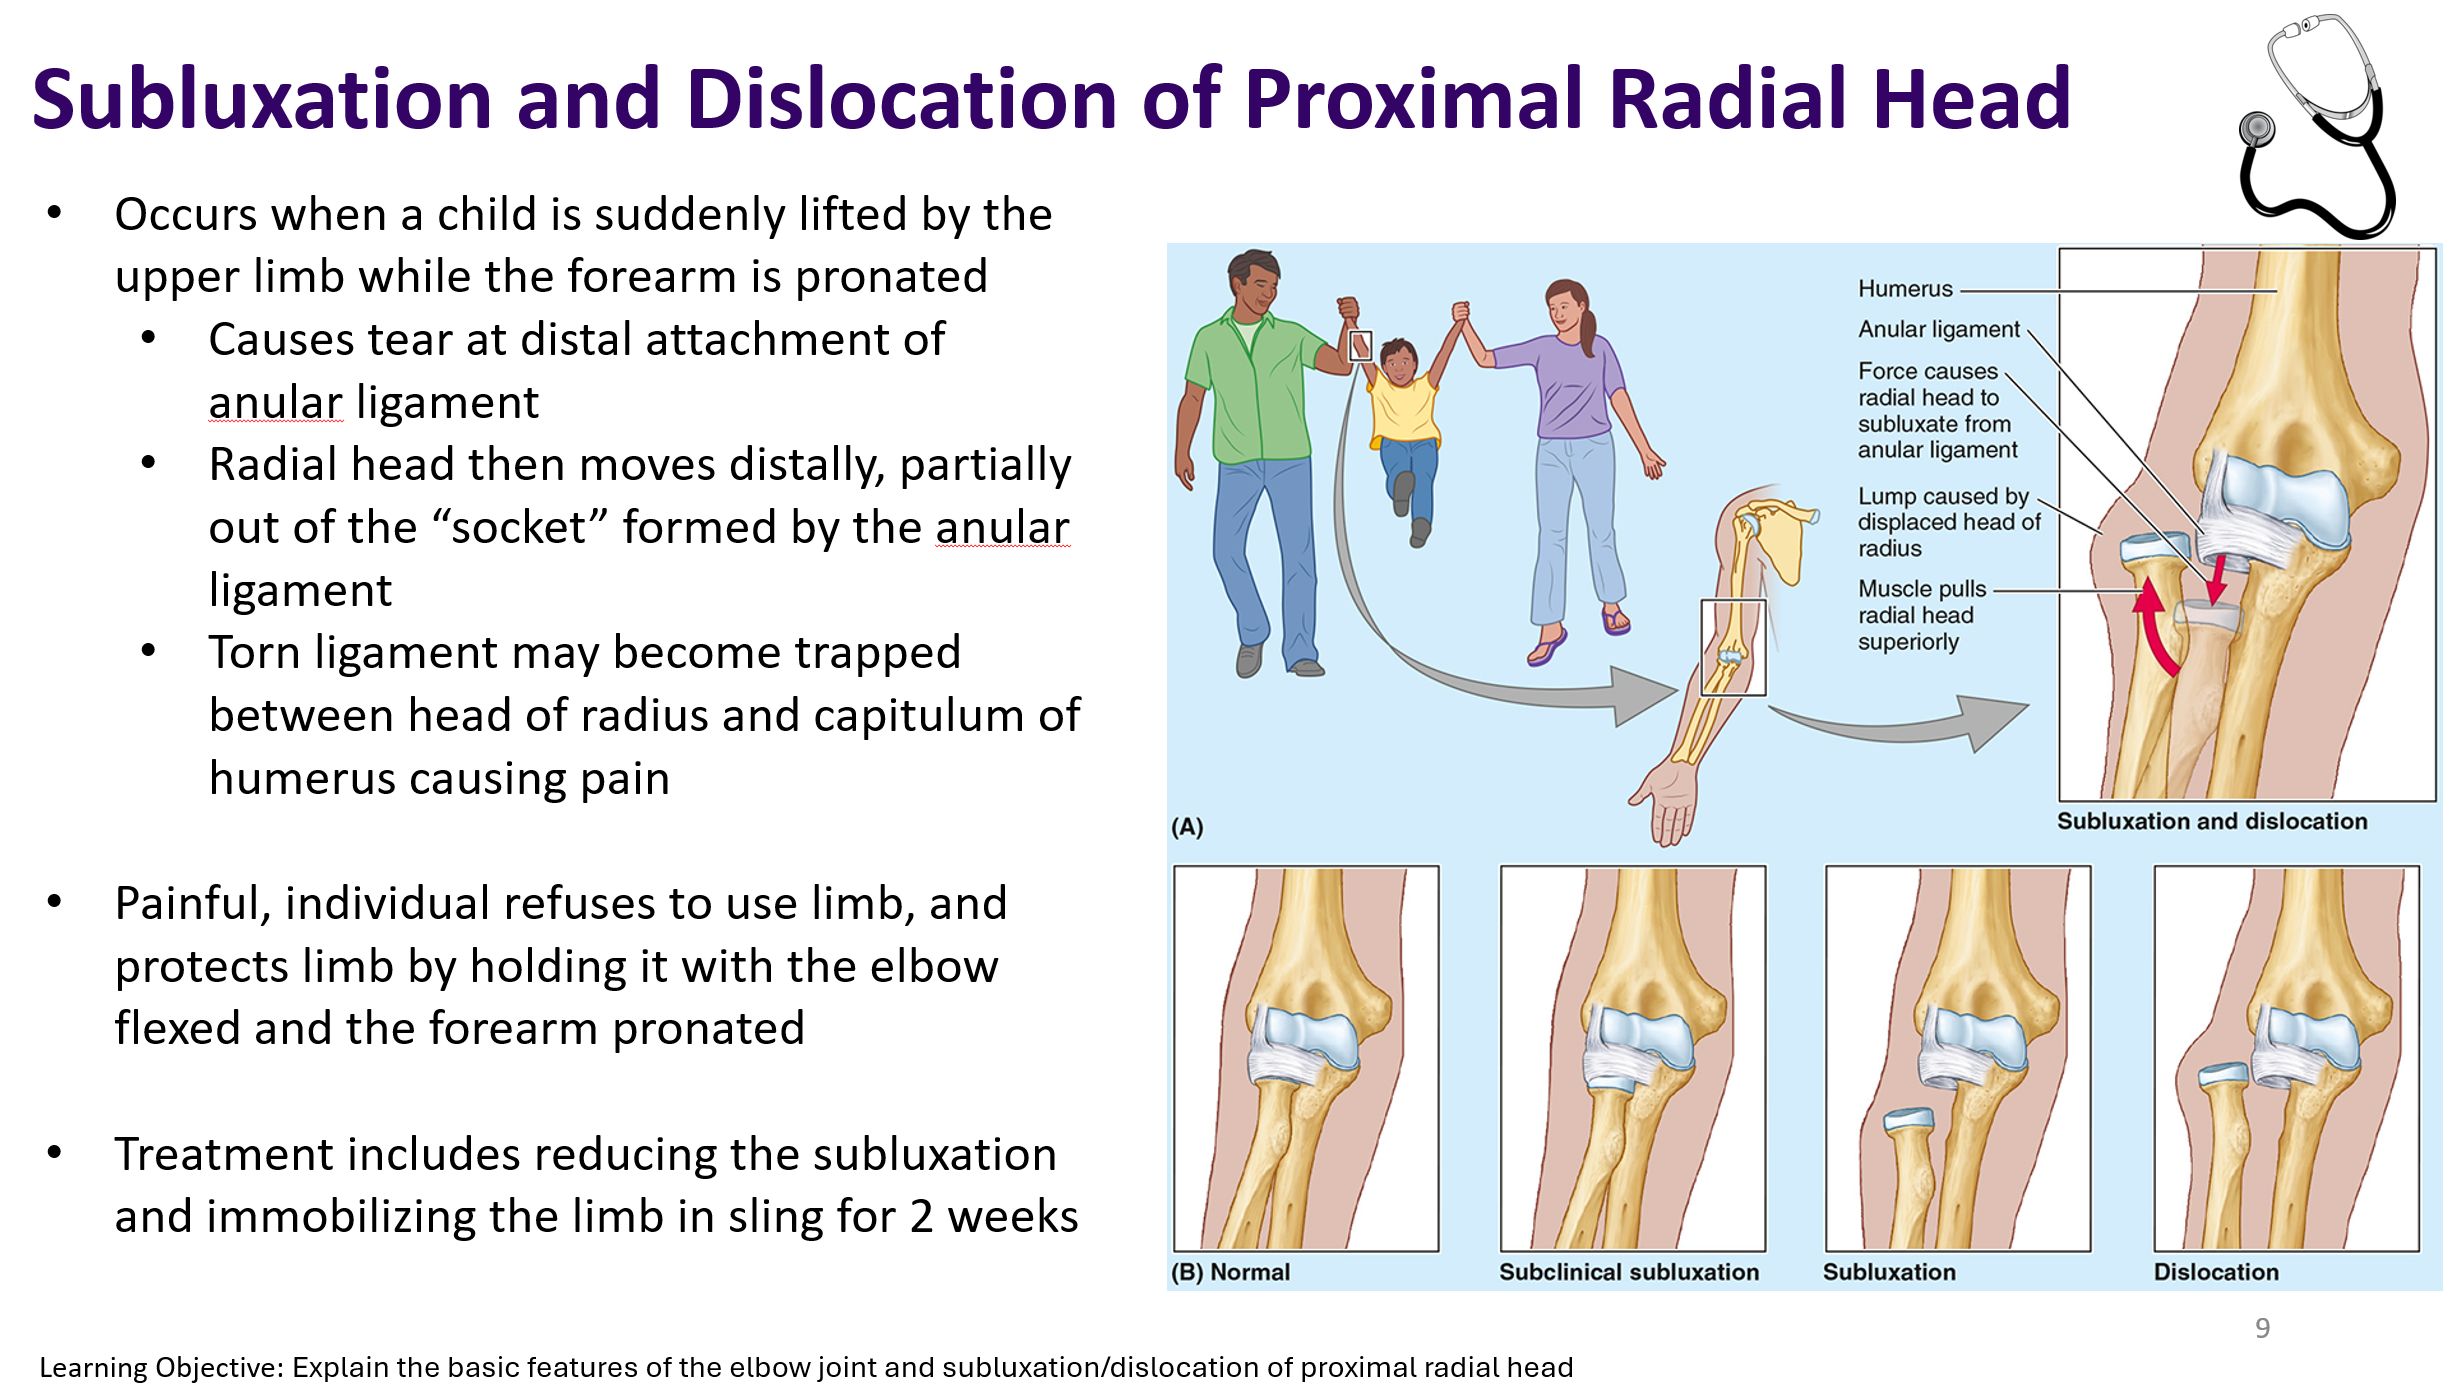 Subluxation and Dislocation of Proximal Radial Head
• Occurs when a child is suddenly lifted by the
upper limb while the forearm is pronated
• Causes tear at distal attachment of
anular ligament
• Radial head then moves distally, partially
out of the “socket” formed by the anular
ligament
• Torn ligament may become trapped
between head of radius and capitulum of
humerus causing pain
• Painful, individual refuses to use limb, and
protects limb by holding it with the elbow
flexed and the forearm pronated
• Treatment includes reducing the subluxation
and immobilizing the limb in sling for 2 weeks
Humerus
Anular ligament
Force causes
radial head to
subluxate from
anular ligament
Lump caused by
displaced head of
radius
Muscle pulls
radial head
superiorly
(A)
Subluxation and dislocation
(B) Normal
Subclinical subluxation
Subluxation
Dislocation
9
Learning Objective: Explain the basic features of the elbow joint and subluxation/dislocation of proximal radial head